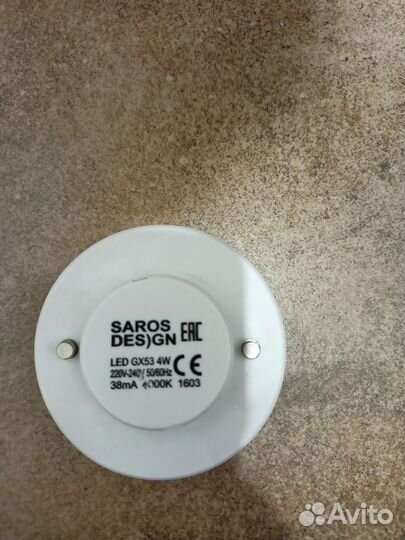 SAROS
DES)GN EAC
LED GX53 4W
220V-240V 50/60Hz CE
38mA 4000K 1603
Avito